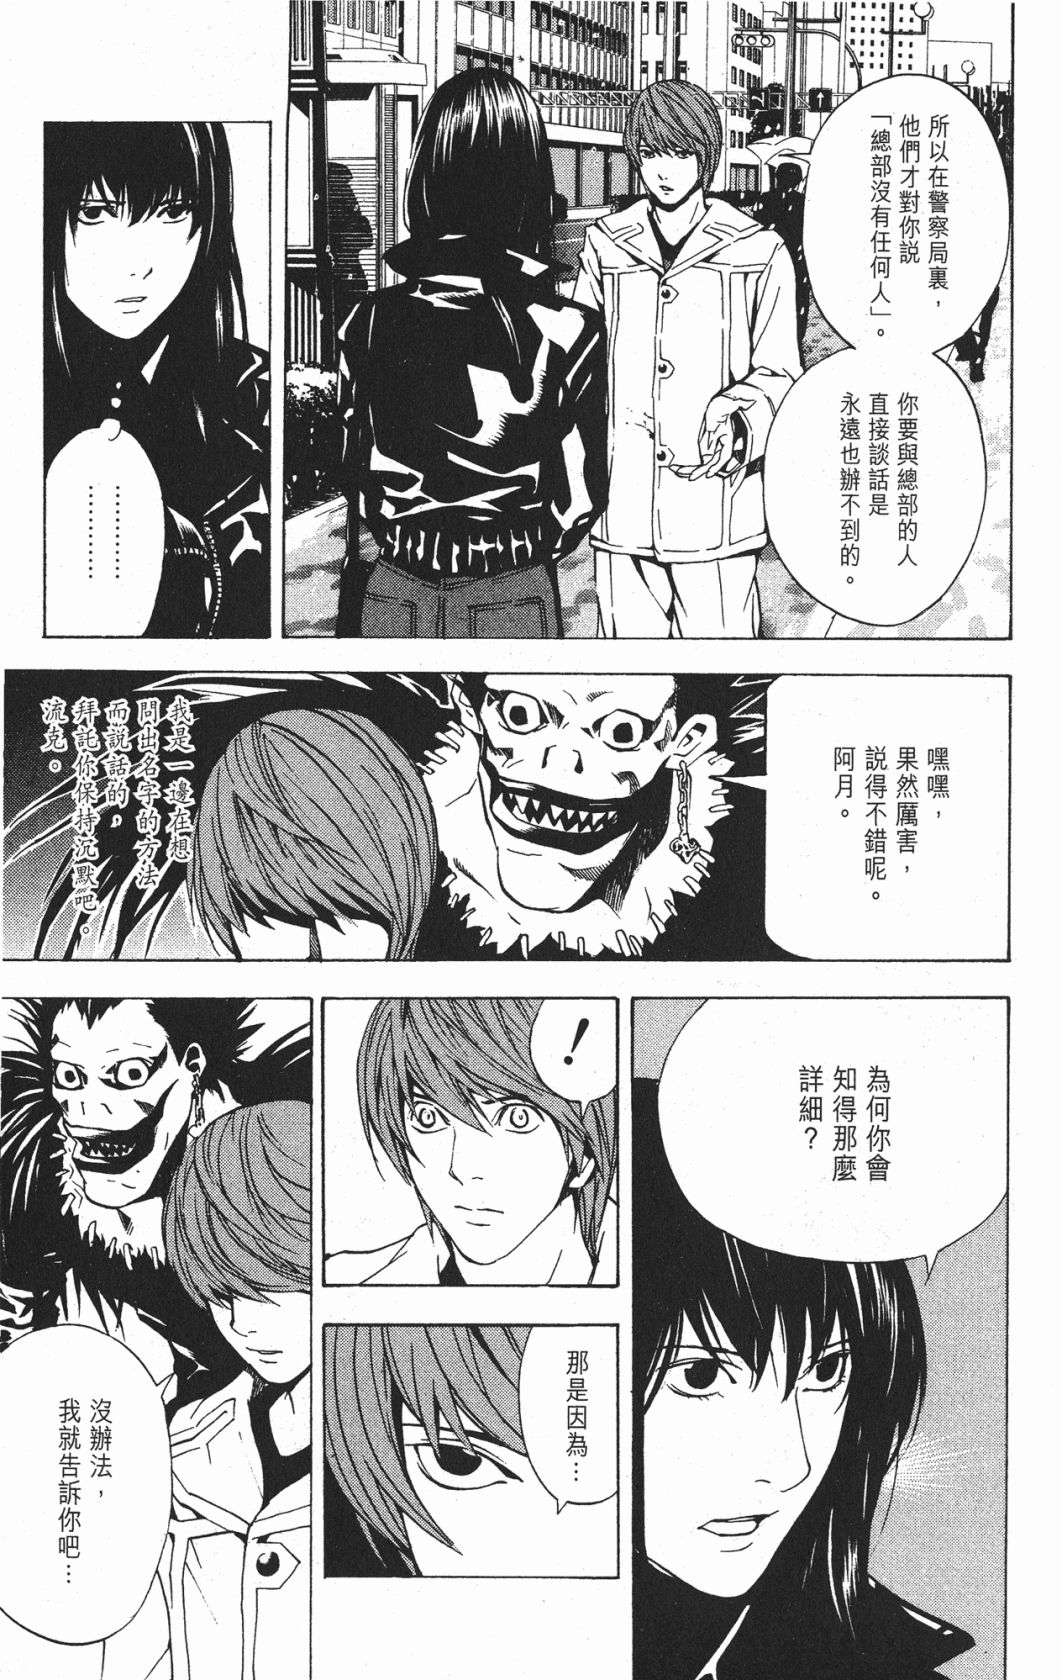 所以在警察局裏，
他們才對你說
「總部沒有任何人」。
你要與總部的人
直接談話是
永遠也辦不到的。
…………
嘿嘿，
果然厲害，
說得不錯呢。
阿月。
我是一邊在想
問出名字的方法
而說話的，
拜託你保持沉默吧。
流克。
為何你會
知得那麼
詳細？
！
那是因為…
沒辦法，
我就告訴你吧…